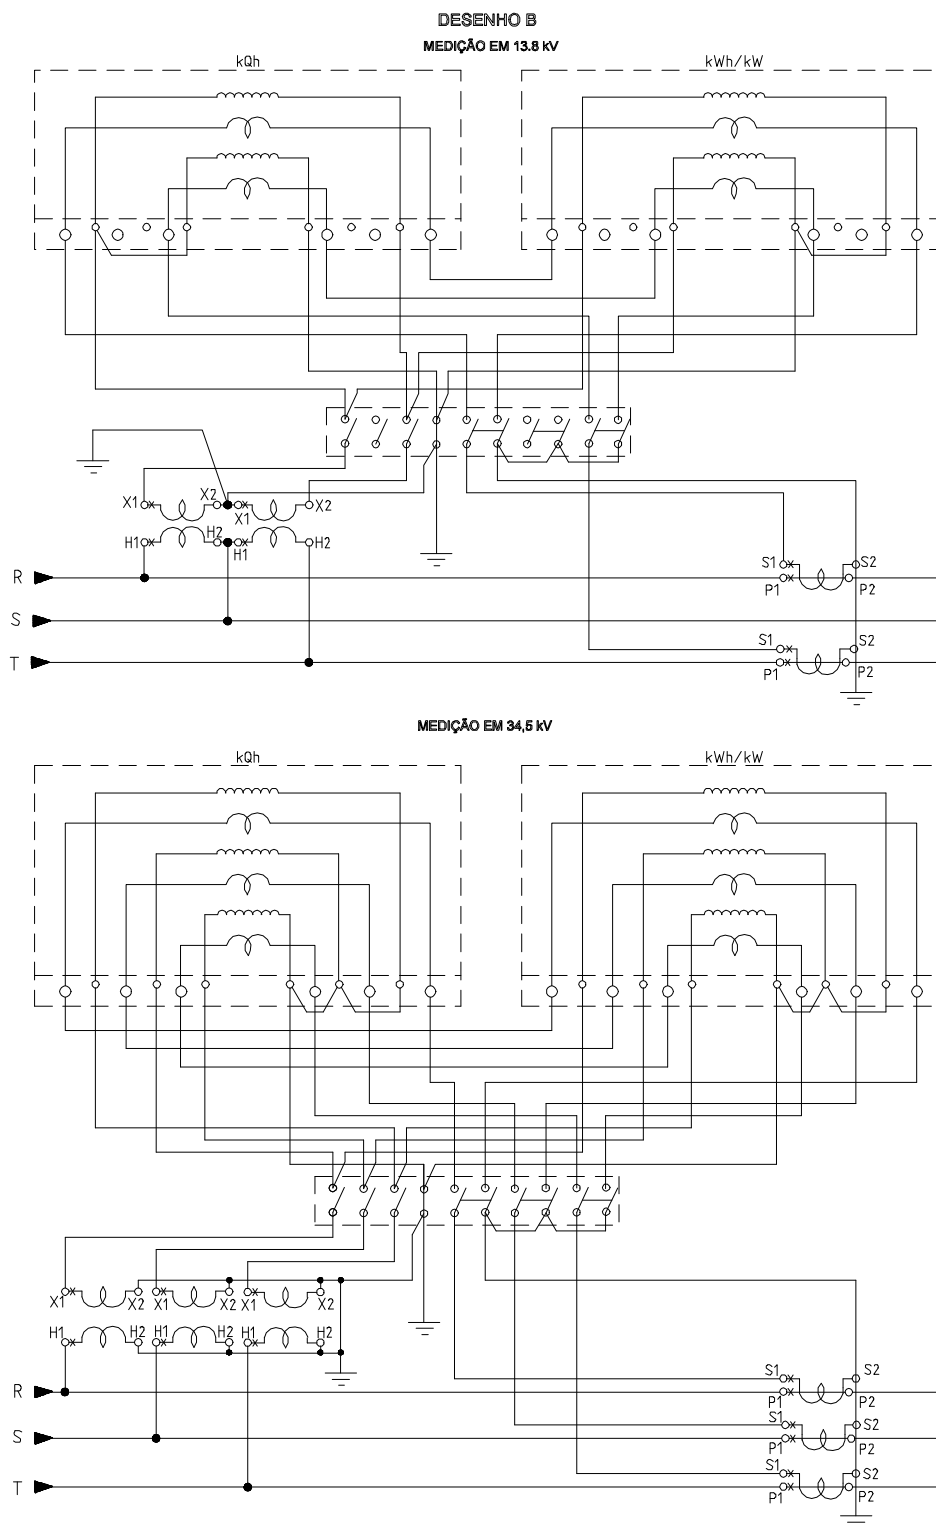 DESENHO B
MEDIÇÃO EM 13.8 kV
kQh kWh/kW
X1 X2 X1 X2
H1 H2 H1 H2
S1 S2
R P1 P2
S
S1 S2
T P1 P2
MEDIÇÃO EM 34,5 kV
kQh kWh/kW
X1 X2 X1 X2 X1 X2
H1 H2 H1 H2 H1 H2
S1 S2
R P1 P2
S1 S2
S P1 P2
S1 S2
T P1 P2